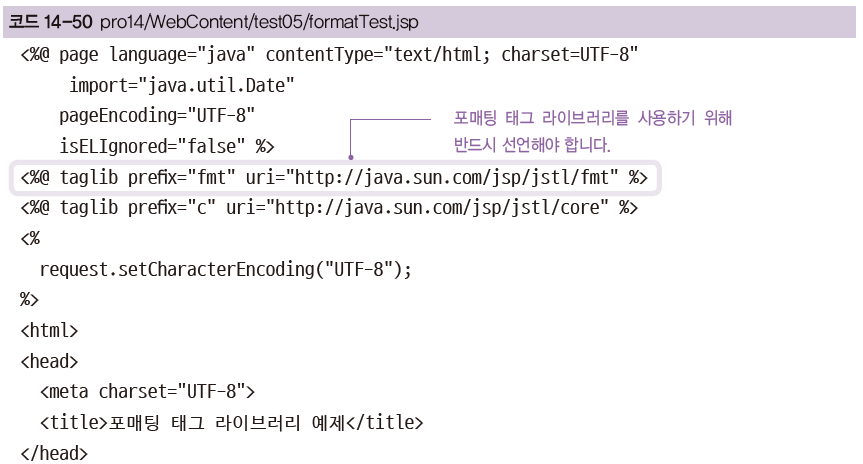 코드 14-50 pro14/WebContent/test05/formatTest.jsp
<%@ page language="java" contentType="text/html; charset=UTF-8"
import="java.util.Date"
pageEncoding="UTF-8"
isELIgnored="false" %>
포매팅 태그 라이브러리를 사용하기 위해
반드시 선언해야 합니다.
<%@ taglib prefix="fmt" uri="http://java.sun.com/jsp/jstl/fmt" %>
<%@ taglib prefix="c" uri="http://java.sun.com/jsp/jstl/core" %>
<%
request.setCharacterEncoding("UTF-8");
%>
<html>
<head>
<meta charset="UTF-8">
<title>포매팅 태그 라이브러리 예제</title>
</head>